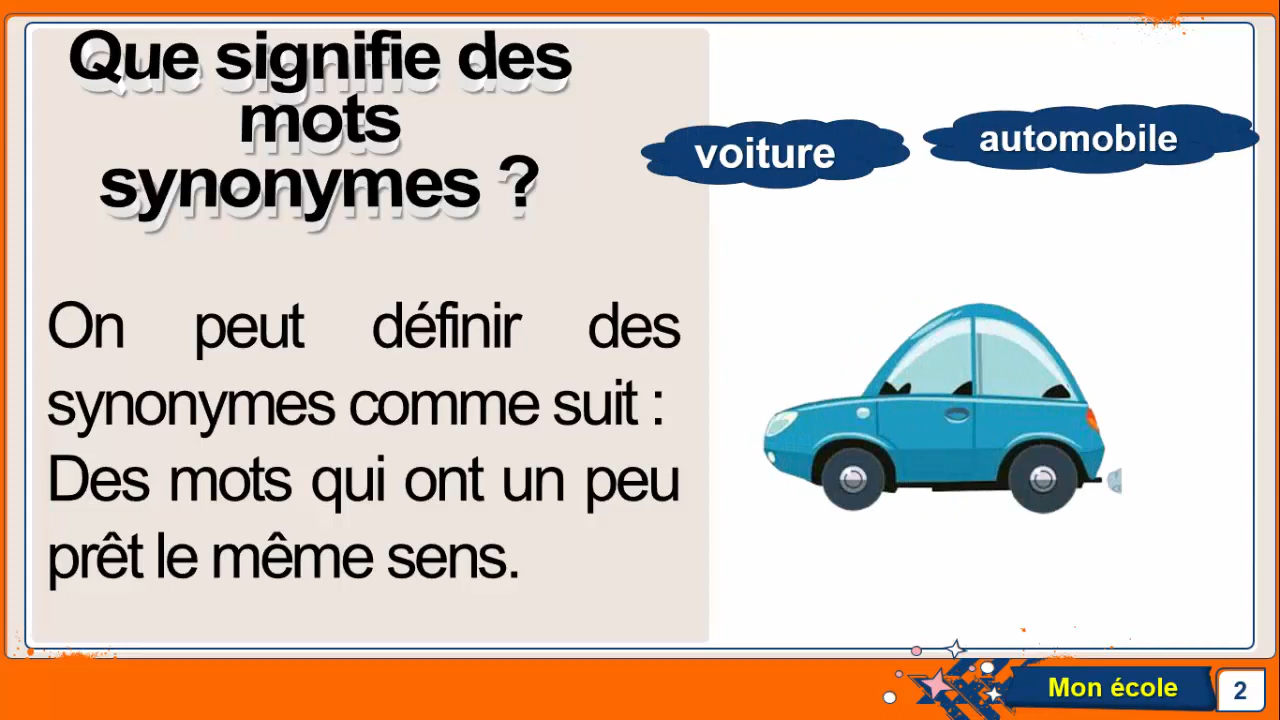 Que signifie des
mots
synonymes ?
voiture
automobile
On peut définir des
synonymes comme suit :
Des mots qui ont un peu
prêt le même sens.
Mon école
2